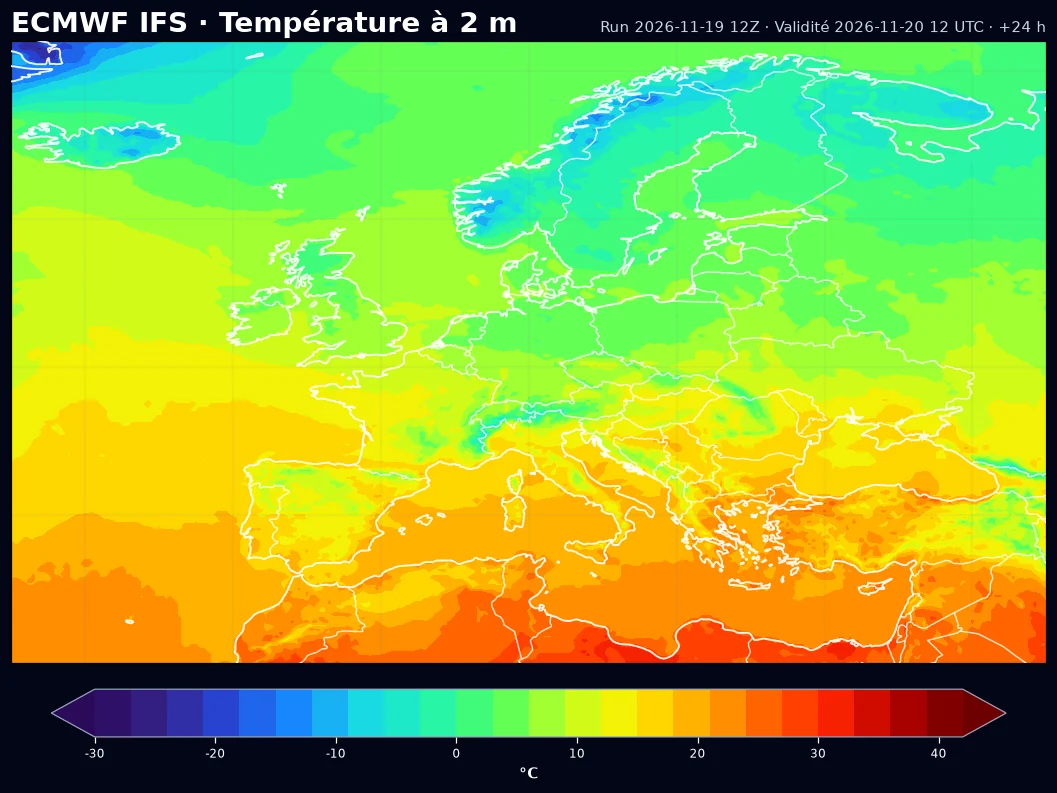 ECMWF IFS · Température à 2 m
Run 2026-11-19 12Z · Validité 2026-11-20 12 UTC · +24 h
-30 -20 -10 0 10 20 30 40
°C